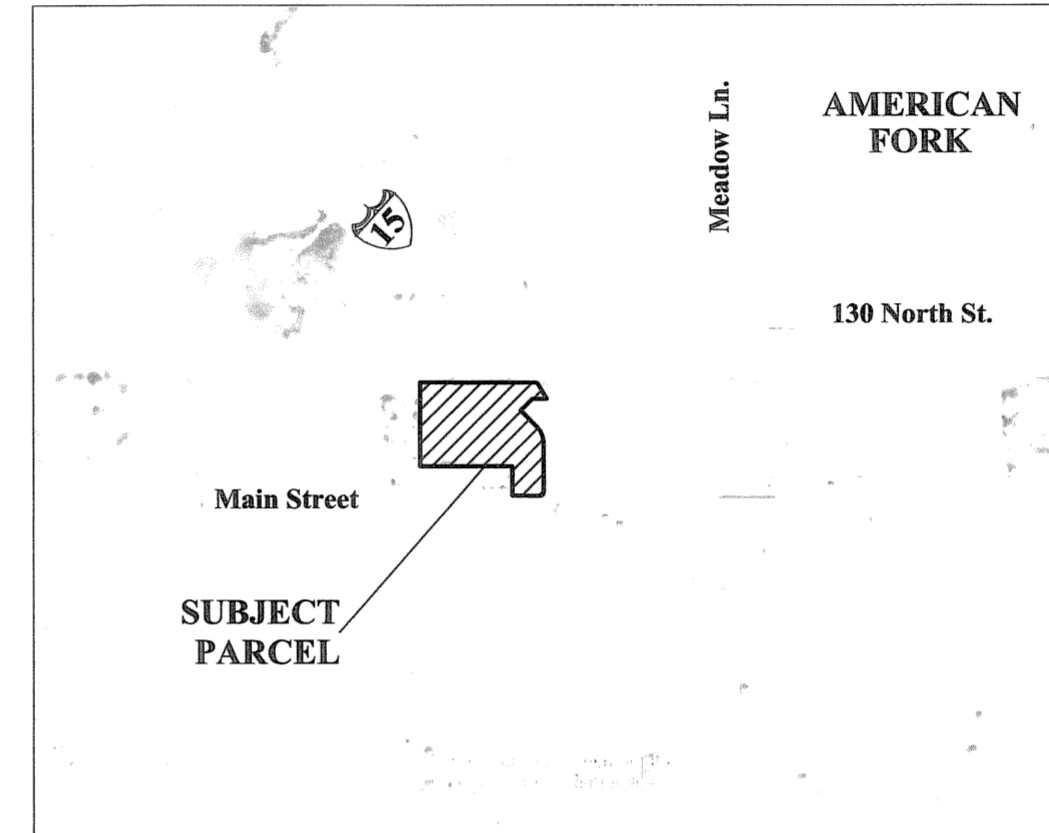 Meadow Ln.
AMERICAN
FORK
15
130 North St.
Main Street
SUBJECT
PARCEL